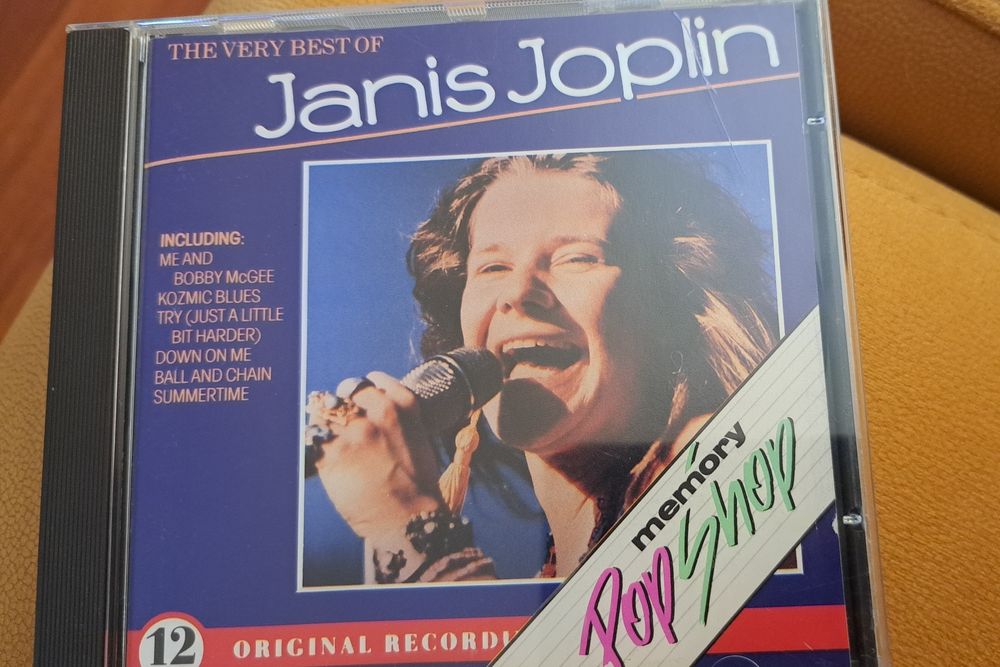 THE VERY BEST OF
Janis Joplin
INCLUDING:
ME AND
BOBBY McGEE
KOZMIC BLUES
TRY (JUST A LITTLE
BIT HARDER)
DOWN ON ME
BALL AND CHAIN
SUMMERTIME
memory
Pop Shop
12 ORIGINAL